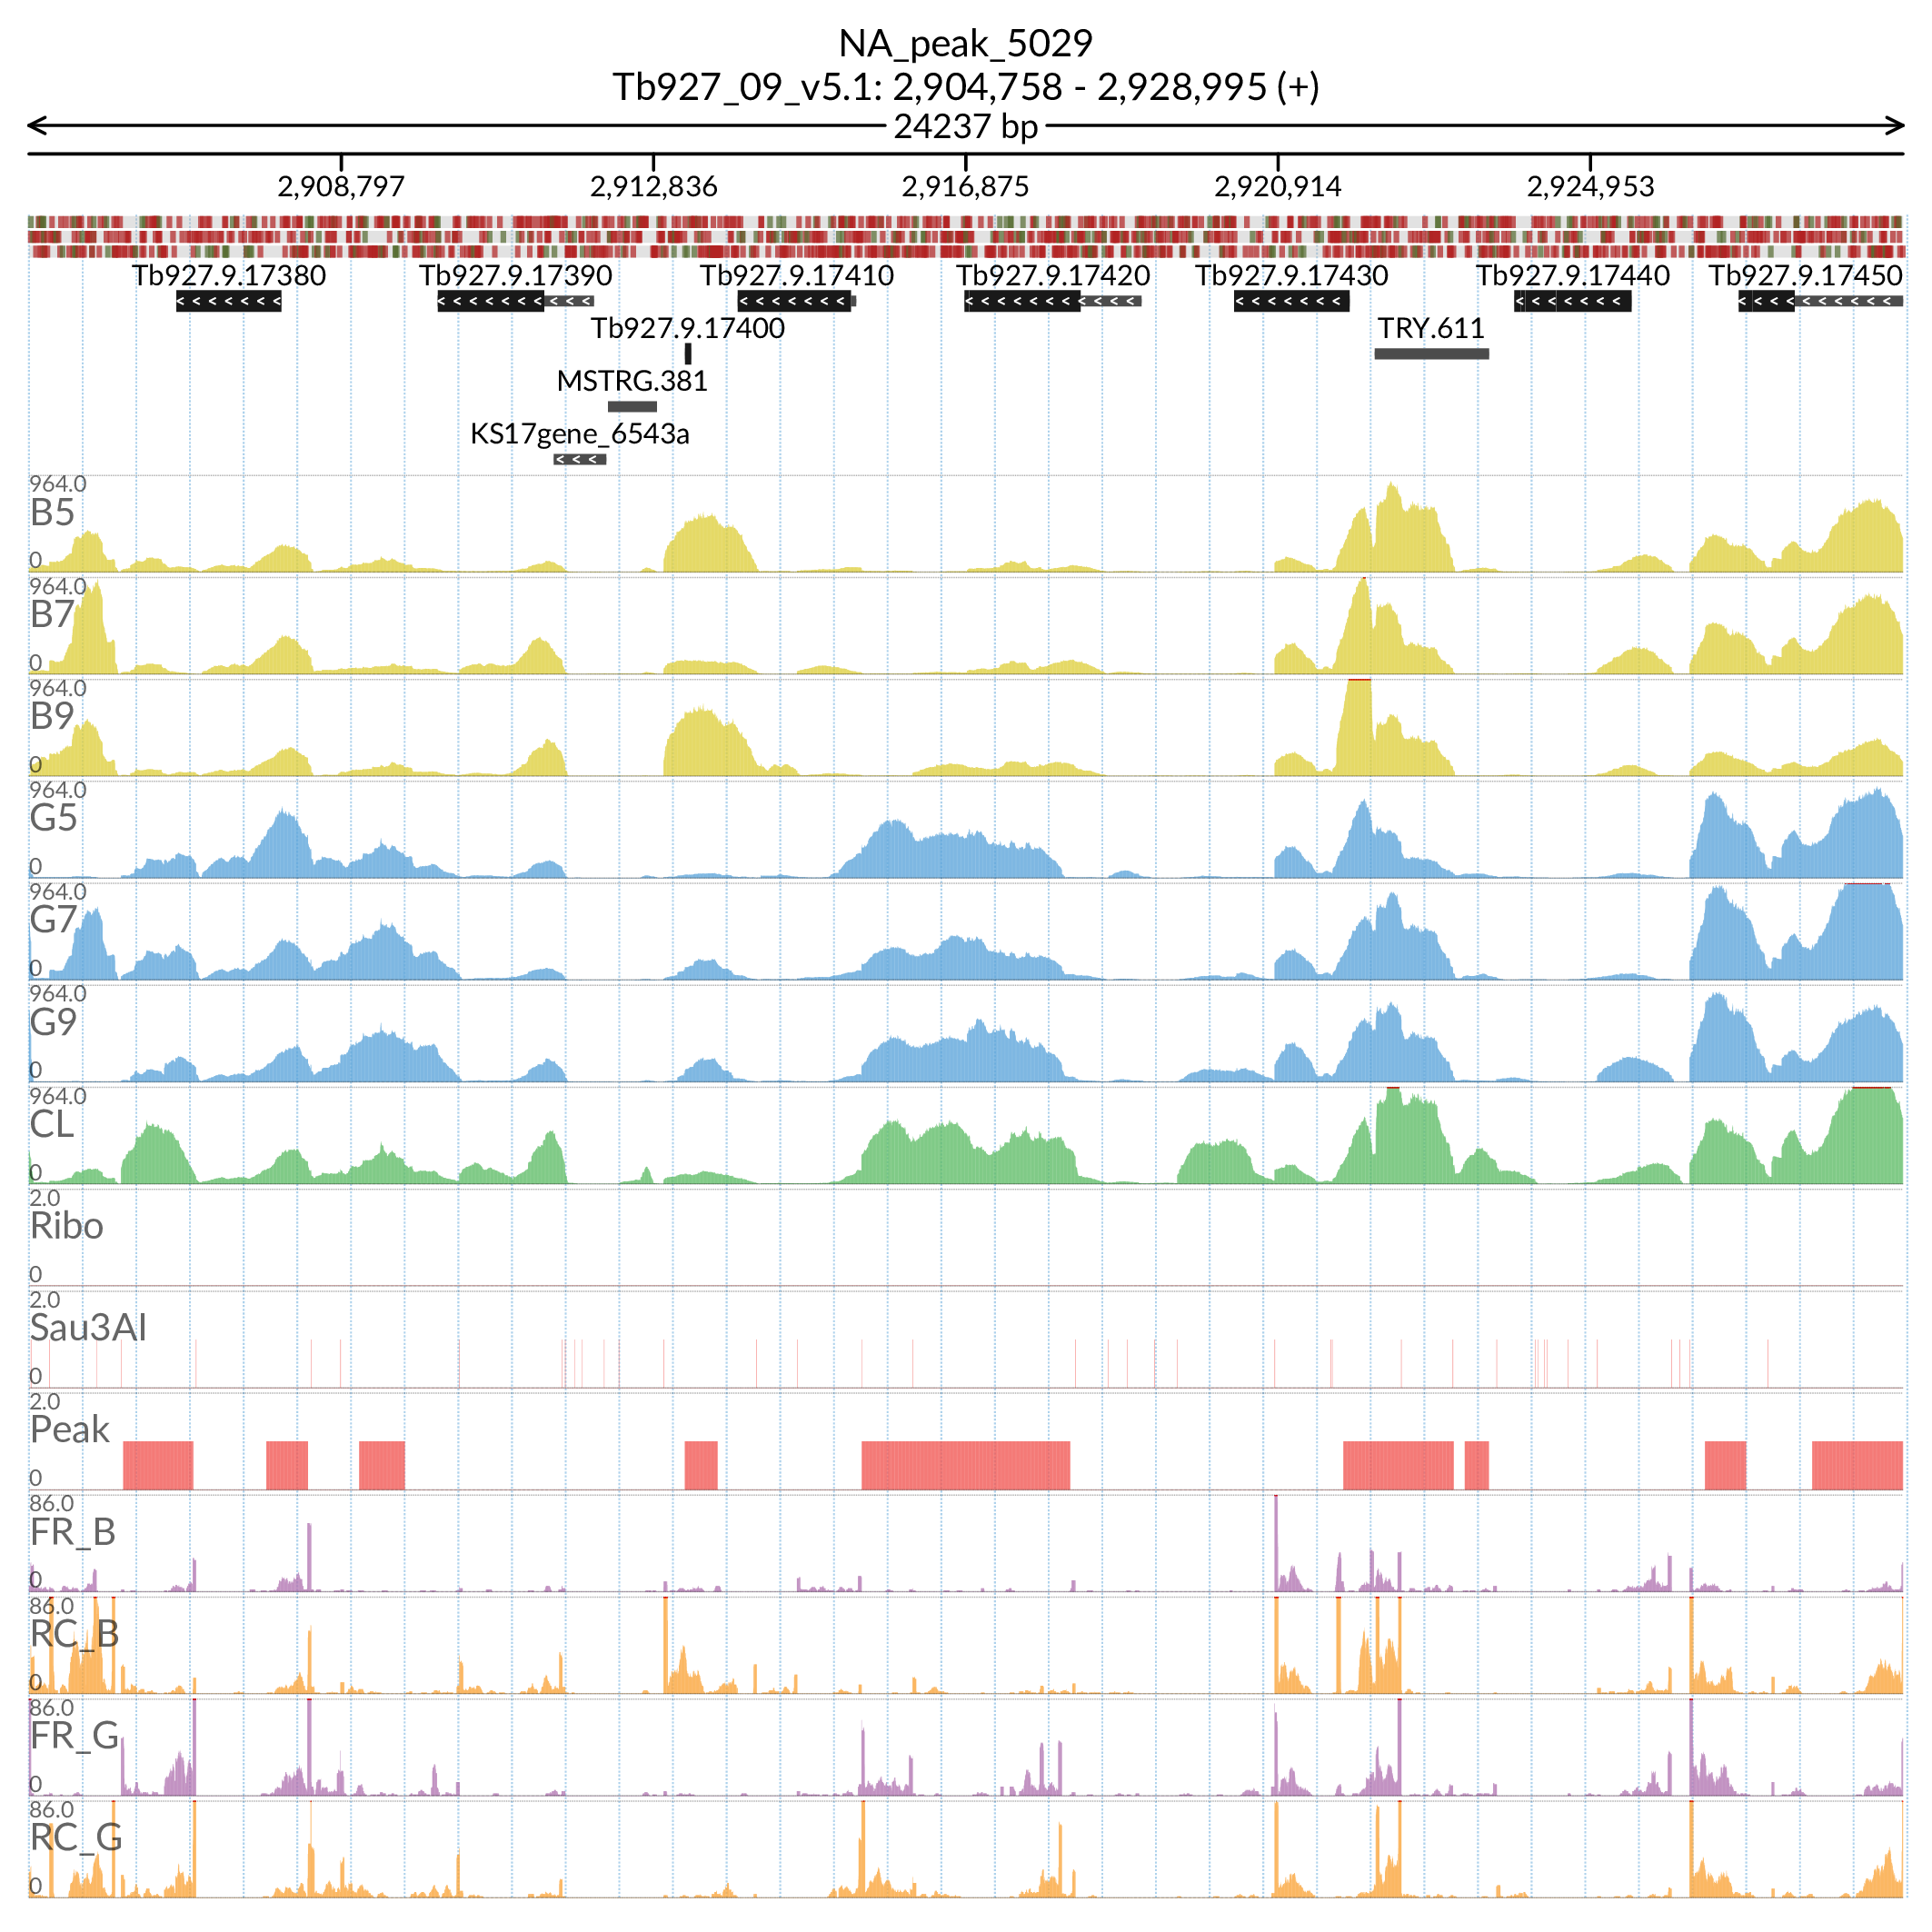 NA_peak_5029
Tb927_09_v5.1: 2,904,758 - 2,928,995 (+)
24237 bp
2,908,797 2,912,836 2,916,875 2,920,914 2,924,953
Tb927.9.17380 Tb927.9.17390 Tb927.9.17410 Tb927.9.17420 Tb927.9.17430 Tb927.9.17440 Tb927.9.17450
Tb927.9.17400 TRY.611
MSTRG.381
KS17gene_6543a
964.0
B5
0
964.0
B7
0
964.0
B9
0
964.0
G5
0
964.0
G7
0
964.0
G9
0
964.0
CL
0
2.0
Ribo
0
2.0
Sau3AI
0
2.0
Peak
0
86.0
FR_B
0
86.0
RC_B
0
86.0
FR_G
0
86.0
RC_G
0